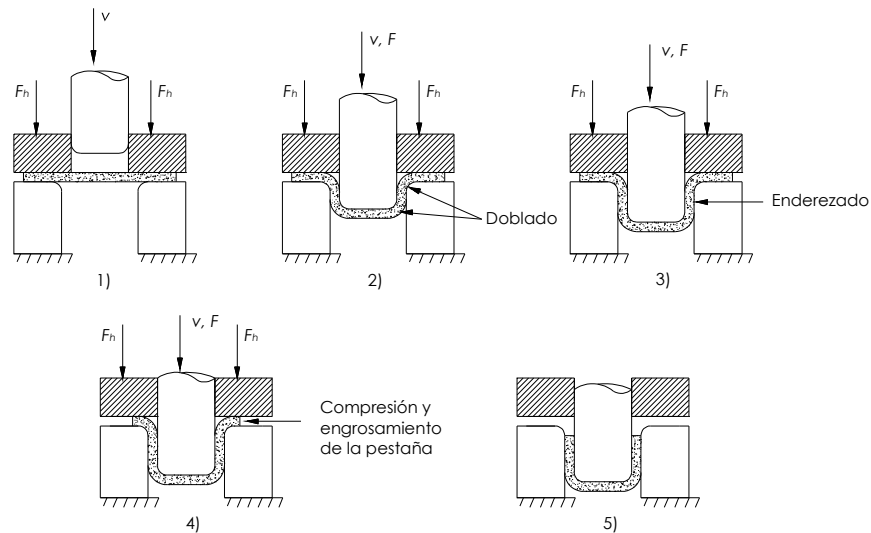 v
Fh
Fh
1)
v, F
Fh
Fh
Doblado
2)
v, F
Fh
Fh
Enderezado
3)
v, F
Fh
Fh
Compresión y
engrosamiento
de la pestaña
4)
5)